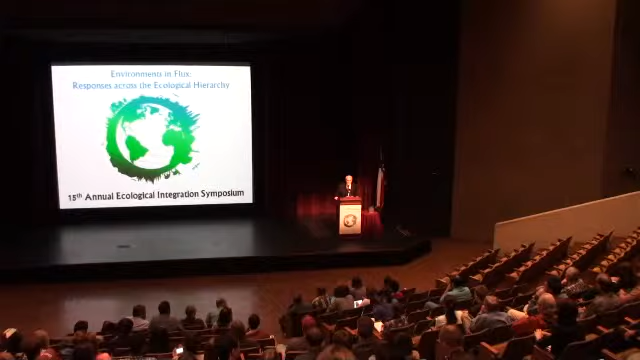 Environments in Flux:
Responses across the Ecological Hierarchy
15th Annual Ecological Integration Symposium